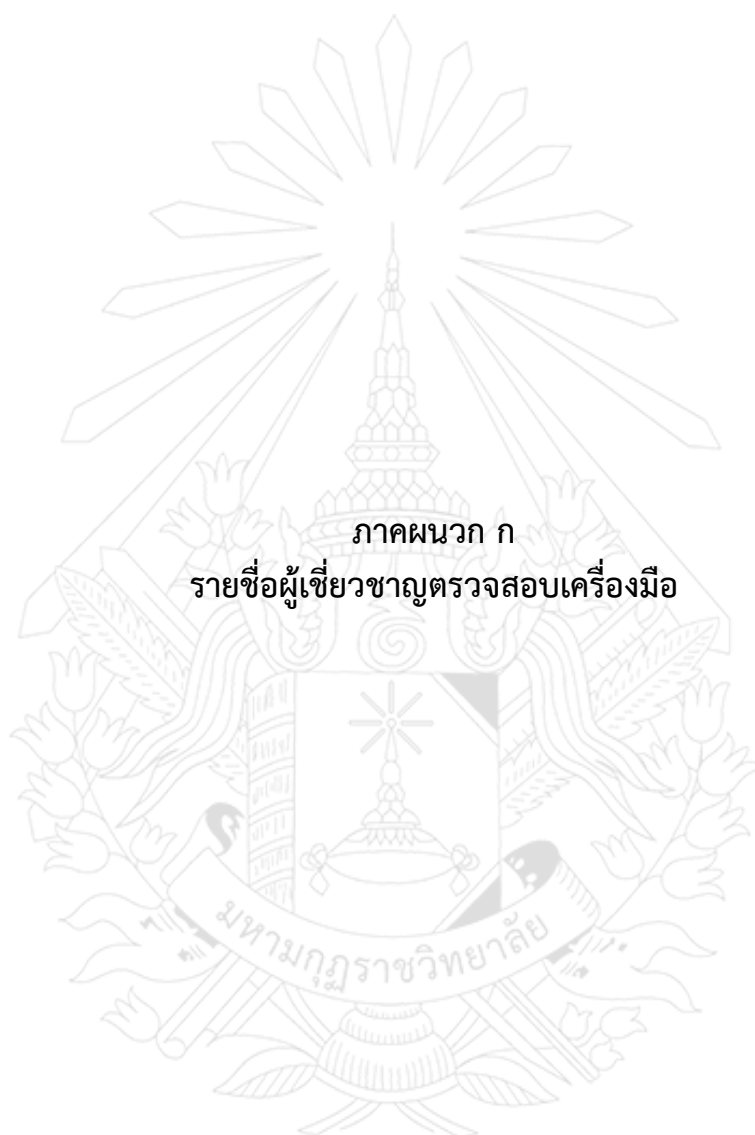 ภาคผนวก ก
รายชื่อผู้เชี่ยวชาญตรวจสอบเครื่องมือ
มหามกุฏราชวิทยาลัย